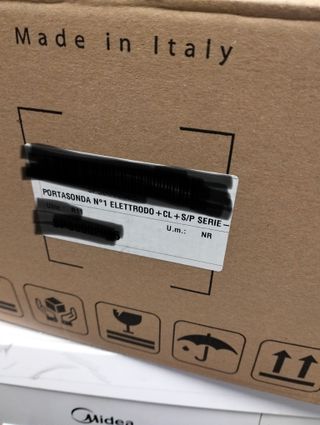 Made in Italy
PORTASONDA N°1 ELETTRODO+CL+S/P SERIE -
U.m.: NR
Midea